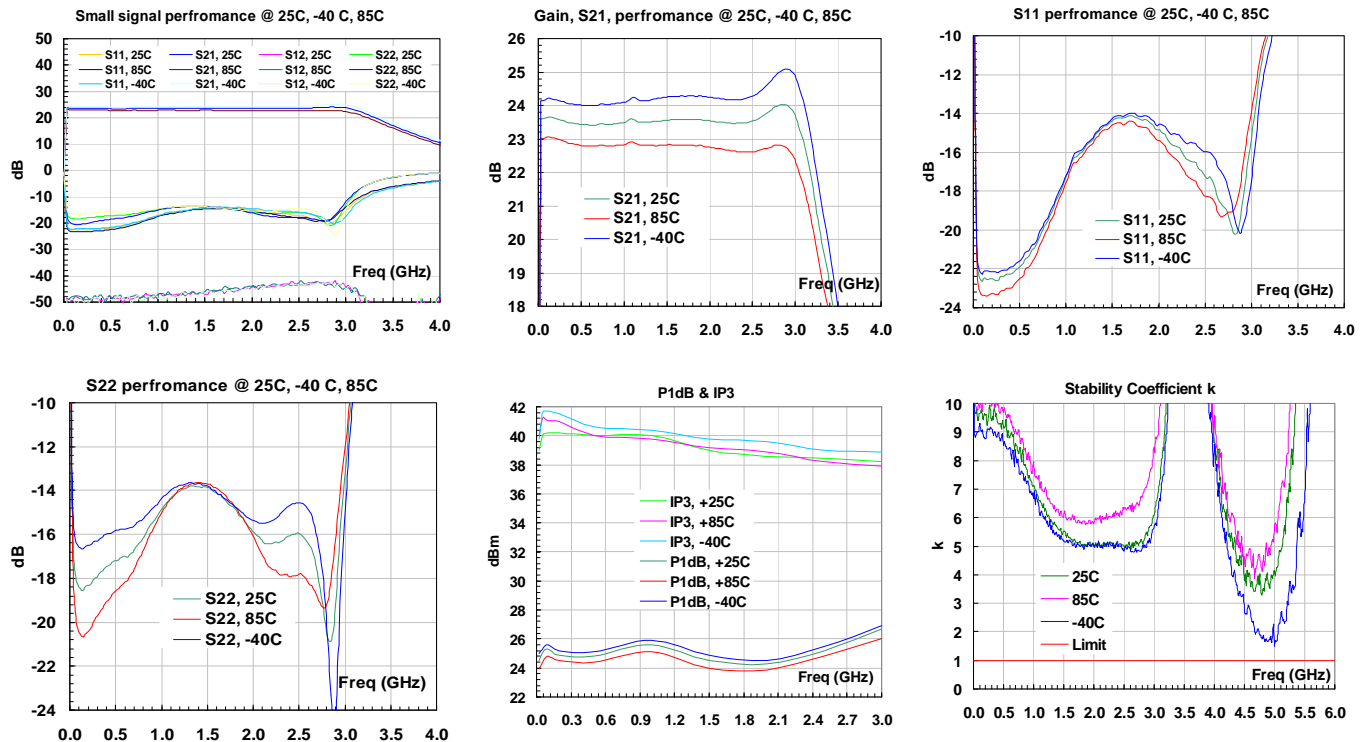 Small signal perfromance @ 25C, -40 C, 85C
50
40
30
20
10
0
-10
-20
-30
-40
-50
dB
S11, 25C S21, 25C S12, 25C S22, 25C
S11, 85C S21, 85C S12, 85C S22, 85C
S11, -40C S21, -40C S12, -40C S22, -40C
Freq (GHz)
0.0 0.5 1.0 1.5 2.0 2.5 3.0 3.5 4.0
Gain, S21, perfromance @ 25C, -40 C, 85C
26
25
24
23
22
21
20
19
18
dB
S21, 25C
S21, 85C
S21, -40C
Freq (GHz)
0.0 0.5 1.0 1.5 2.0 2.5 3.0 3.5 4.0
S11 perfromance @ 25C, -40 C, 85C
-10
-12
-14
-16
-18
-20
-22
-24
dB
S11, 25C
S11, 85C
S11, -40C
Freq (GHz)
0.0 0.5 1.0 1.5 2.0 2.5 3.0 3.5 4.0
S22 perfromance @ 25C, -40 C, 85C
-10
-12
-14
-16
-18
-20
-22
-24
dB
S22, 25C
S22, 85C
S22, -40C
Freq (GHz)
0.0 0.5 1.0 1.5 2.0 2.5 3.0 3.5 4.0
P1dB & IP3
42
40
38
36
34
32
30
28
26
24
22
dBm
IP3, +25C
IP3, +85C
IP3, -40C
P1dB, +25C
P1dB, +85C
P1dB, -40C
Freq (GHz)
0.0 0.3 0.6 0.9 1.2 1.5 1.8 2.1 2.4 2.7 3.0
Stability Coefficient k
10
9
8
7
6
5
4
3
2
1
0
k
25C
85C
-40C
Limit
Freq (GHz)
0.0 0.5 1.0 1.5 2.0 2.5 3.0 3.5 4.0 4.5 5.0 5.5 6.0